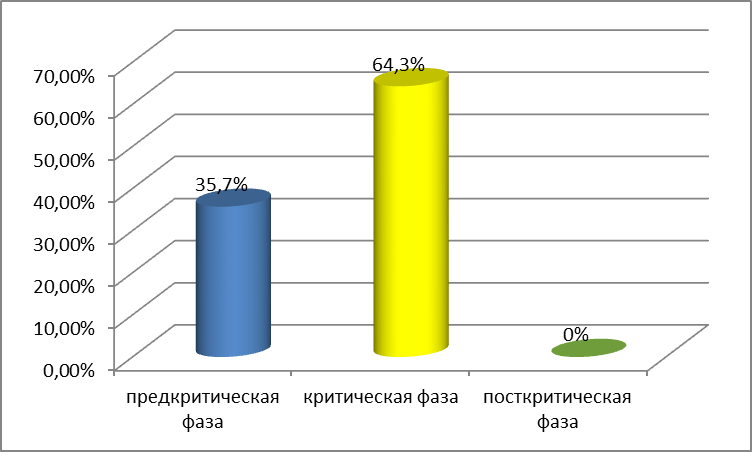 64,3%
70,00%
60,00%
50,00%
35,7%
40,00%
30,00%
20,00%
10,00%
0%
0,00%
предкритическая
фаза
критическая фаза
посткритическая
фаза